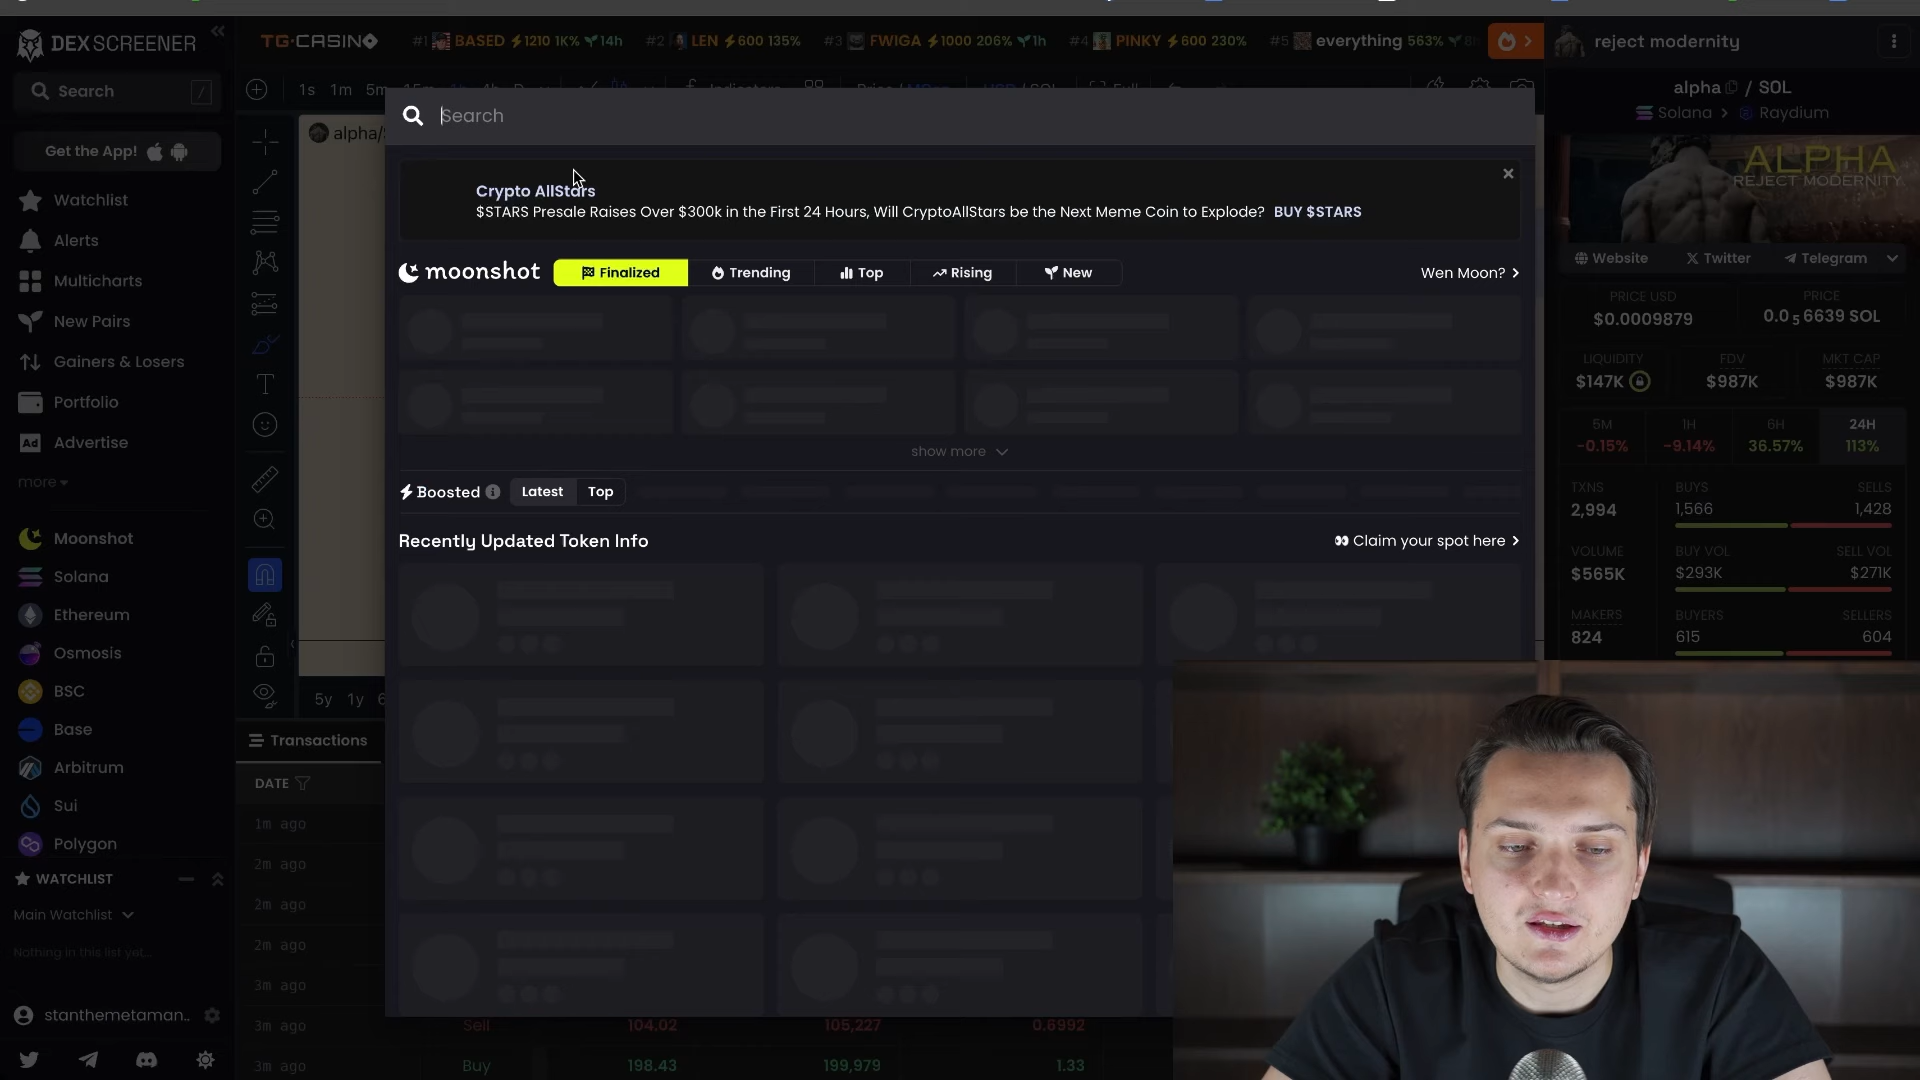 DEX SCREENER
Search
/
Get the App!
Watchlist
Alerts
Multicharts
New Pairs
Gainers & Losers
Portfolio
Ad Advertise
more
Moonshot
Solana
Ethereum
Osmosis
BSC
Base
Arbitrum
Sui
Polygon
WATCHLIST
Main Watchlist
Nothing in this list yet...
stanthemetaman..
TG.CASINO
#1 BASED 1210 1K% 14h
#2 LEN 600 135%
#3 FWIGA 1000 206% 1h
#4 PINKY 600 230%
#5 everything 563% 8h
1s 1m 5m 15m
Search
alpha/
Crypto AllStars
$STARS Presale Raises Over $300k in the First 24 Hours, Will CryptoAllStars be the Next Meme Coin to Explode? BUY $STARS
moonshot
Finalized
Trending
Top
Rising
New
Wen Moon?
show more
Boosted
Latest
Top
Recently Updated Token Info
Claim your spot here
5y 1y 6
Transactions
DATE
1m ago
2m ago
2m ago
2m ago
3m ago
3m ago Sell 104.02 105,227 0.6992
3m ago Buy 198.43 199,979 1.33
reject modernity
alpha / SOL
Solana > Raydium
ALPHA
REJECT MODERNITY
Website
Twitter
Telegram
PRICE USD
$0.0009879
PRICE
0.0₅6639 SOL
LIQUIDITY
$147K
FDV
$987K
MKT CAP
$987K
5M
-0.15%
1H
-9.14%
6H
36.57%
24H
113%
TXNS
2,994
BUYS
1,566
SELLS
1,428
VOLUME
$565K
BUY VOL
$293K
SELL VOL
$271K
MAKERS
824
BUYERS
615
SELLERS
604